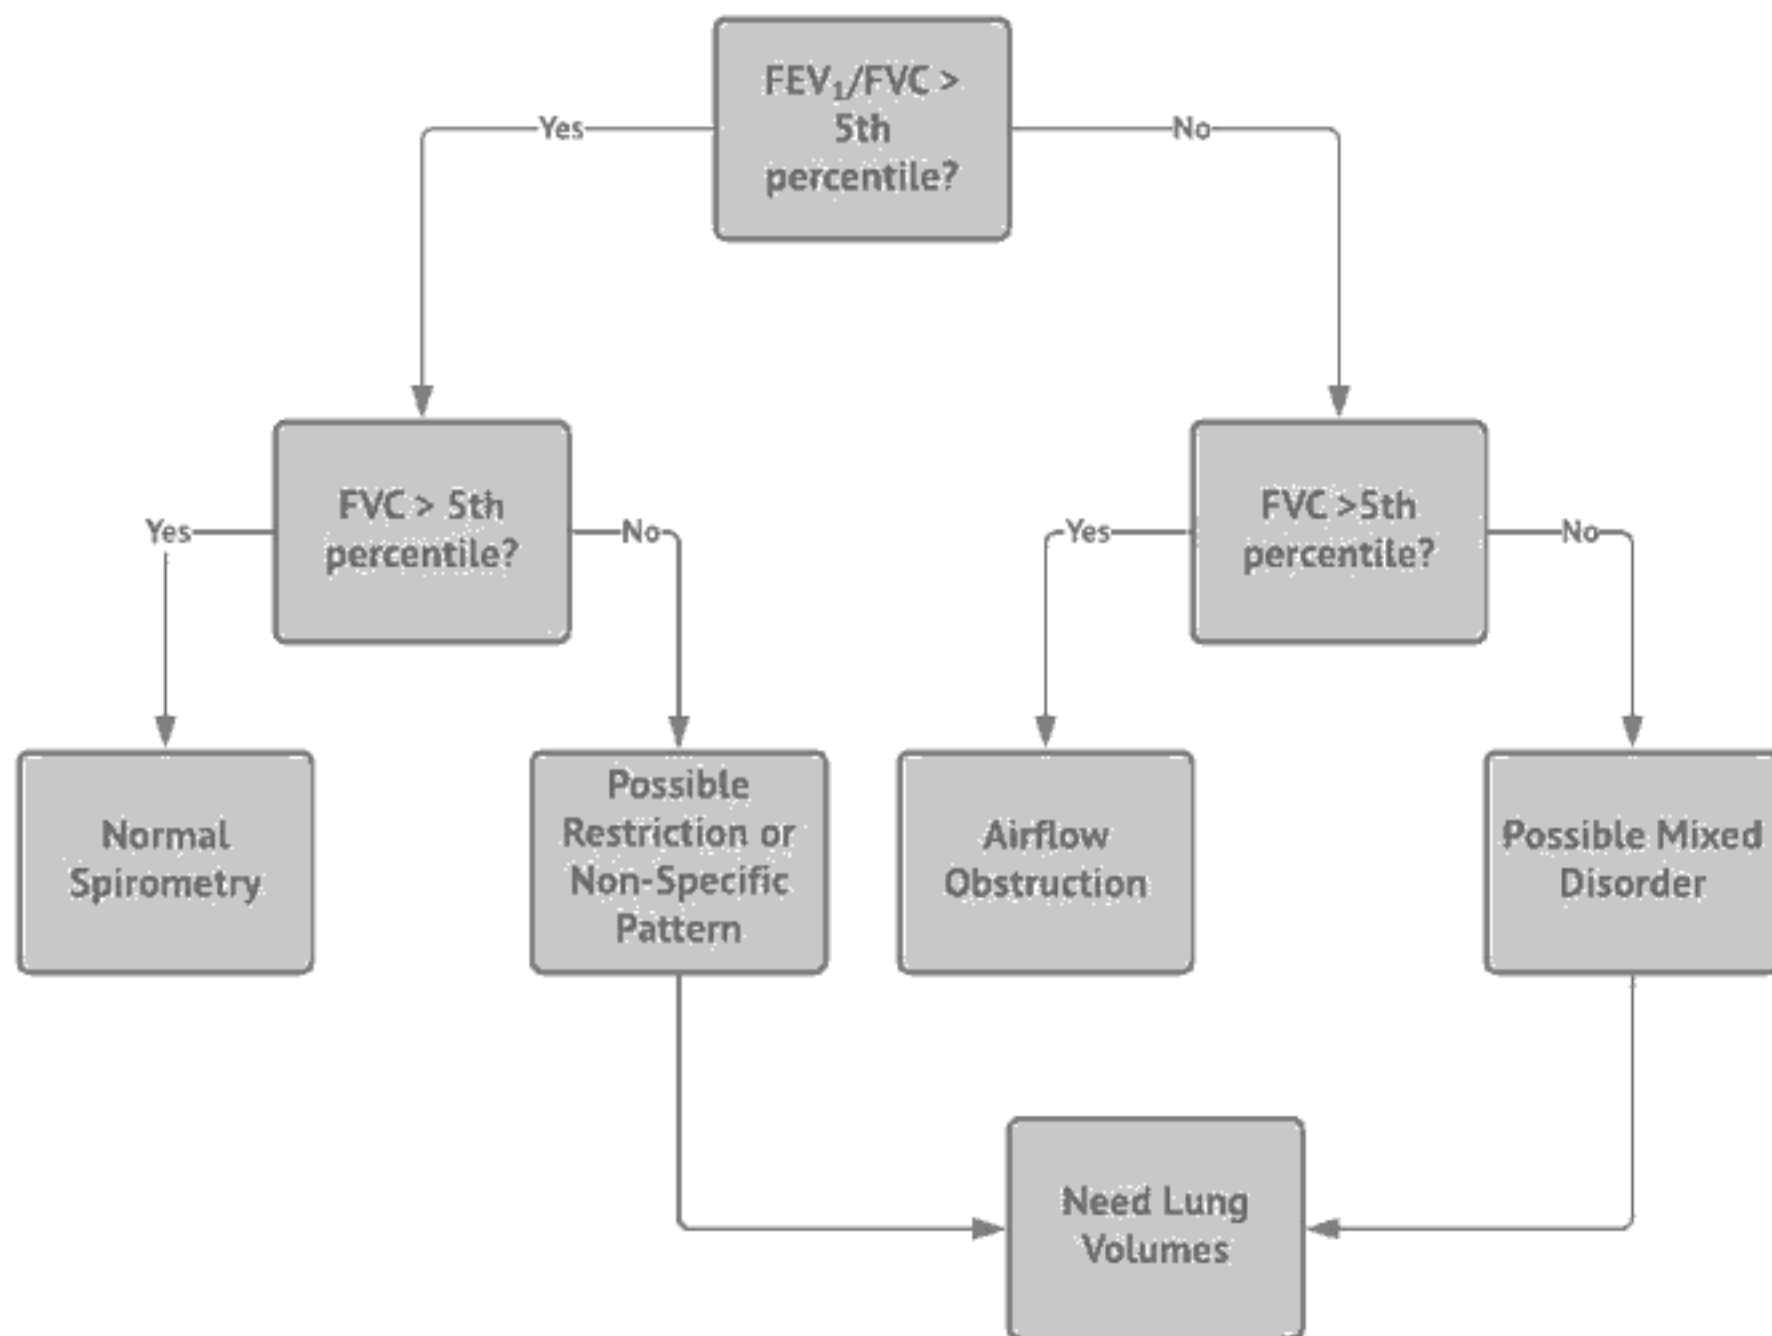 FEV₁/FVC >
5th
percentile?
Yes
No
FVC > 5th
percentile?
FVC >5th
percentile?
Yes
No
Yes
No
Normal
Spirometry
Possible
Restriction or
Non-Specific
Pattern
Airflow
Obstruction
Possible Mixed
Disorder
Need Lung
Volumes